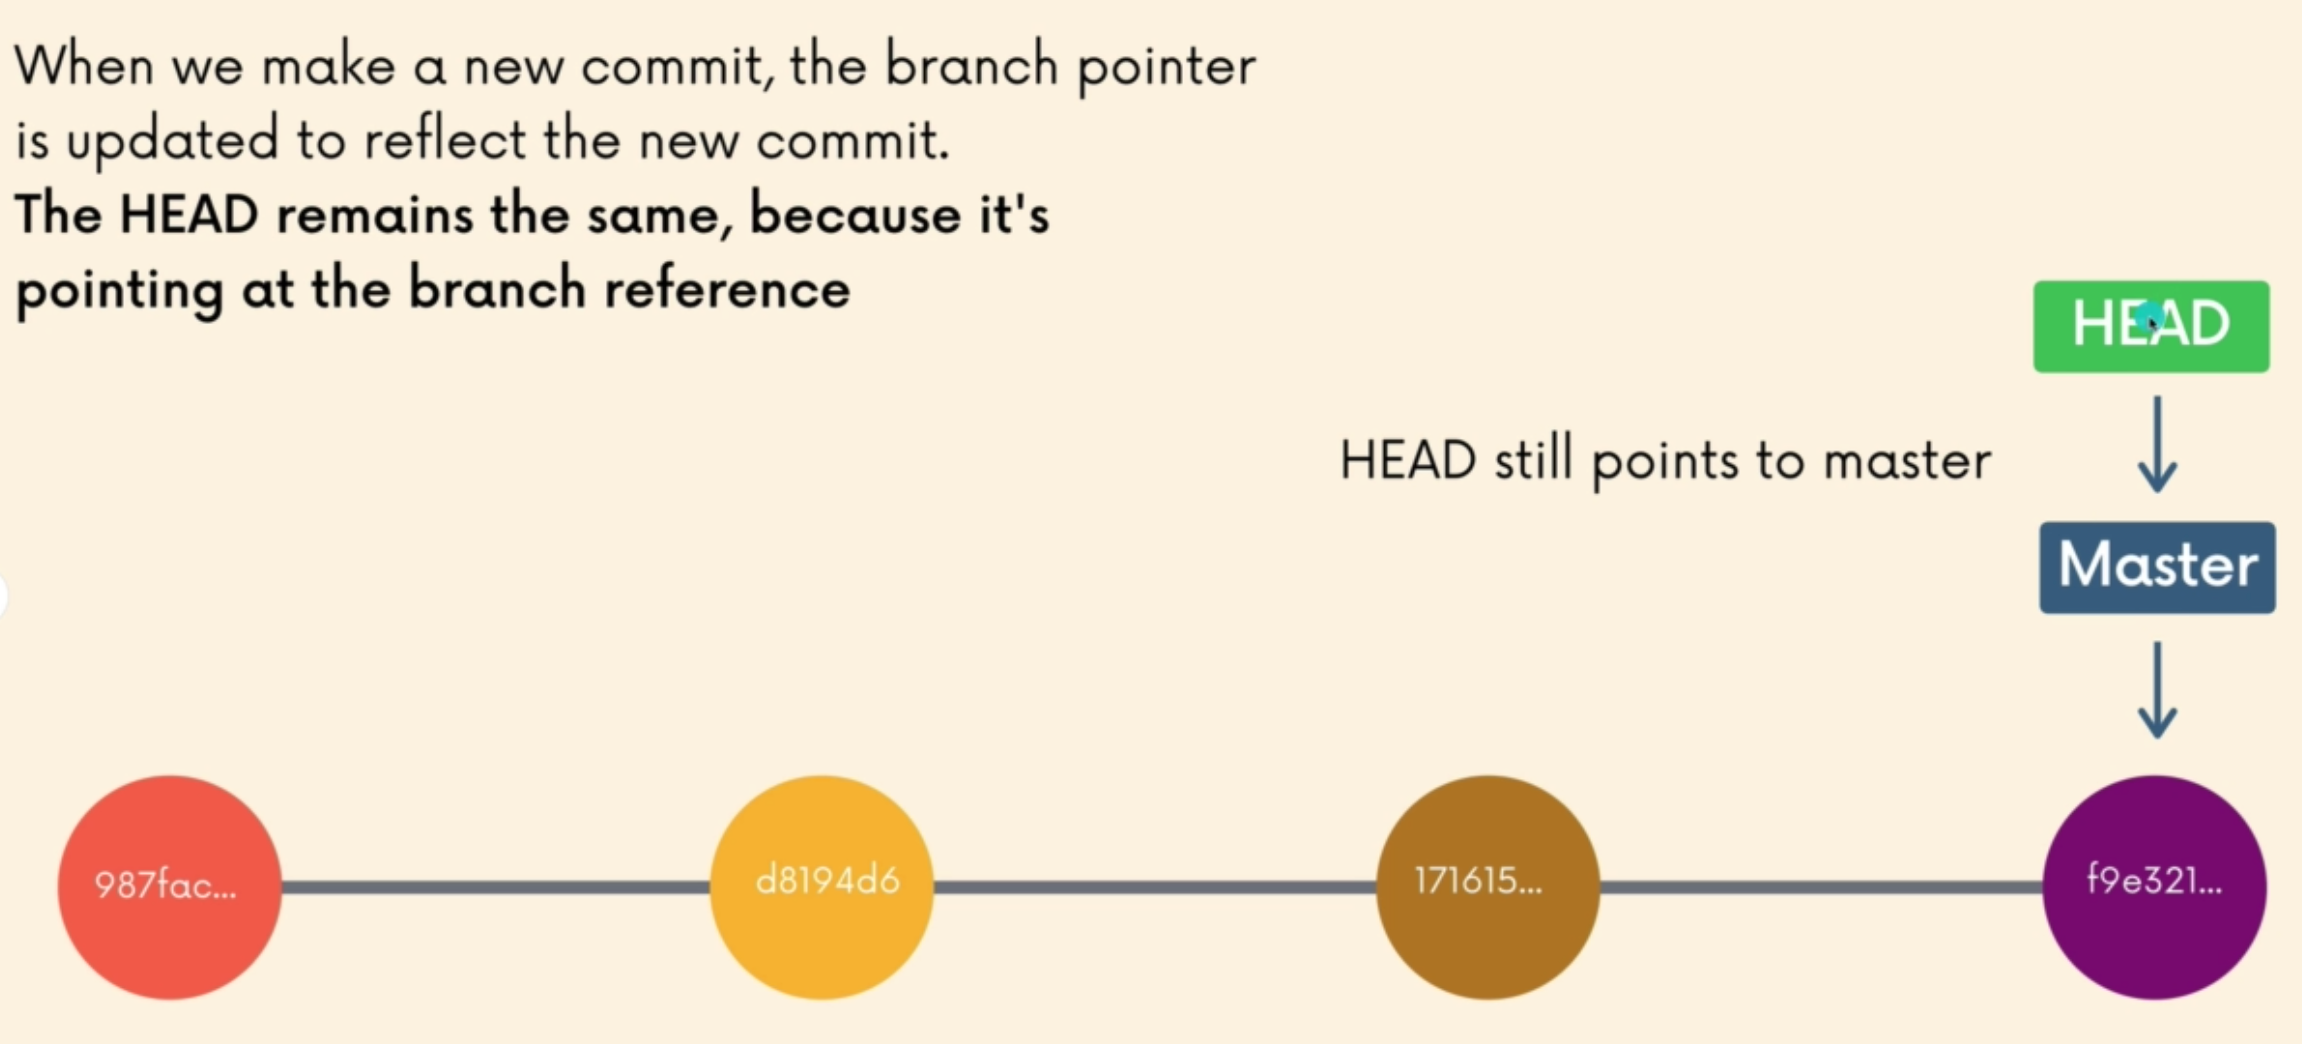 When we make a new commit, the branch pointer
is updated to reflect the new commit.
The HEAD remains the same, because it's
pointing at the branch reference
HEAD
HEAD still points to master
Master
987fac...
d8194d6
171615...
f9e321...